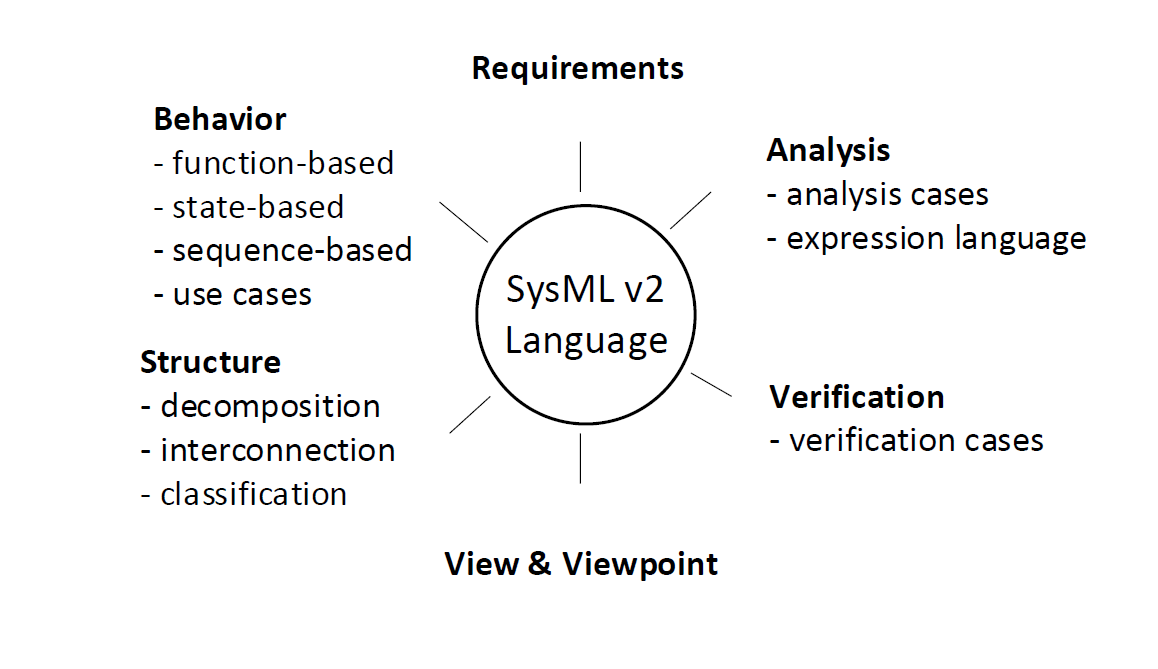 Requirements
Behavior
- function-based
- state-based
- sequence-based
- use cases
Analysis
- analysis cases
- expression language
SysML v2
Language
Structure
- decomposition
- interconnection
- classification
Verification
- verification cases
View & Viewpoint